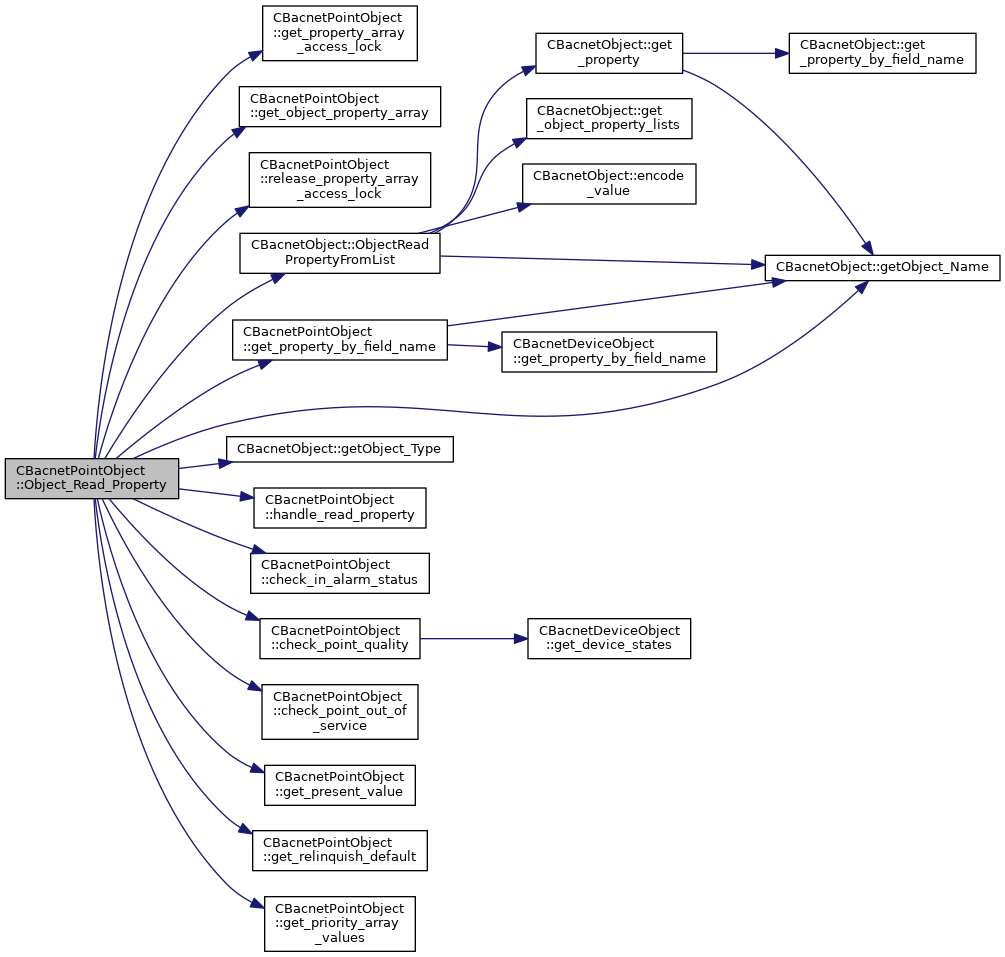 CBacnetPointObject
::get_property_array
_access_lock
CBacnetPointObject
::get_object_property_array
CBacnetPointObject
::release_property_array
_access_lock
CBacnetObject::ObjectRead
PropertyFromList
CBacnetPointObject
::get_property_by_field_name
CBacnetObject::get
_property
CBacnetObject::get
_property_by_field_name
CBacnetObject::get
_object_property_lists
CBacnetObject::encode
_value
CBacnetObject::getObject_Name
CBacnetDeviceObject
::get_property_by_field_name
CBacnetPointObject
::Object_Read_Property
CBacnetObject::getObject_Type
CBacnetPointObject
::handle_read_property
CBacnetPointObject
::check_in_alarm_status
CBacnetPointObject
::check_point_quality
CBacnetDeviceObject
::get_device_states
CBacnetPointObject
::check_point_out_of
_service
CBacnetPointObject
::get_present_value
CBacnetPointObject
::get_relinquish_default
CBacnetPointObject
::get_priority_array
_values